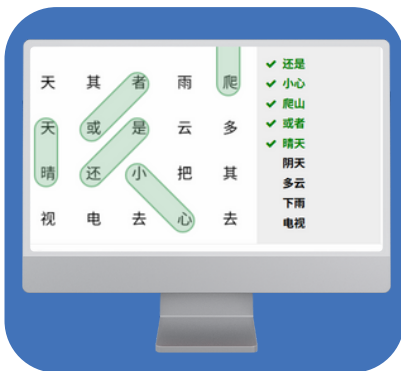 天 其 者 雨 爬
天 或 是 云 多
晴 还 小 把 其
视 电 去 心 去
✔ 还是
✔ 小心
✔ 爬山
✔ 或者
✔ 晴天
阴天
多云
下雨
电视